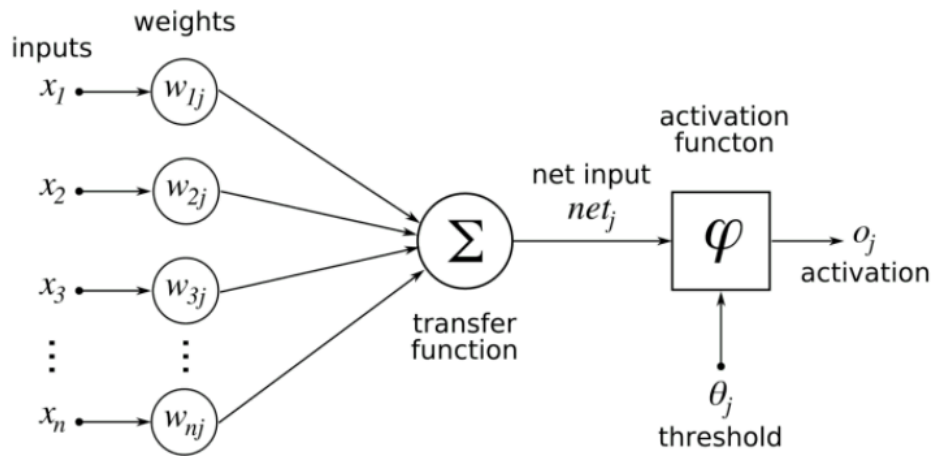 weights
inputs
x₁
w₁ⱼ
x₂
w₂ⱼ
x₃
w₃ⱼ
⋮
⋮
xₙ
wₙⱼ
Σ
transfer
function
net input
netⱼ
activation
functon
φ
oⱼ
activation
θⱼ
threshold